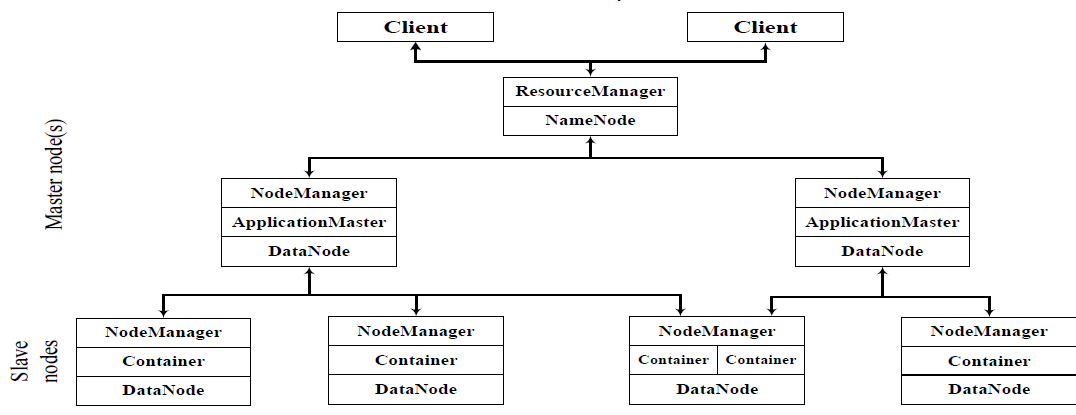 Client
Client
ResourceManager
NameNode
Master node(s)
NodeManager
ApplicationMaster
DataNode
NodeManager
ApplicationMaster
DataNode
Slave
nodes
NodeManager
Container
DataNode
NodeManager
Container
DataNode
NodeManager
Container Container
DataNode
NodeManager
Container
DataNode